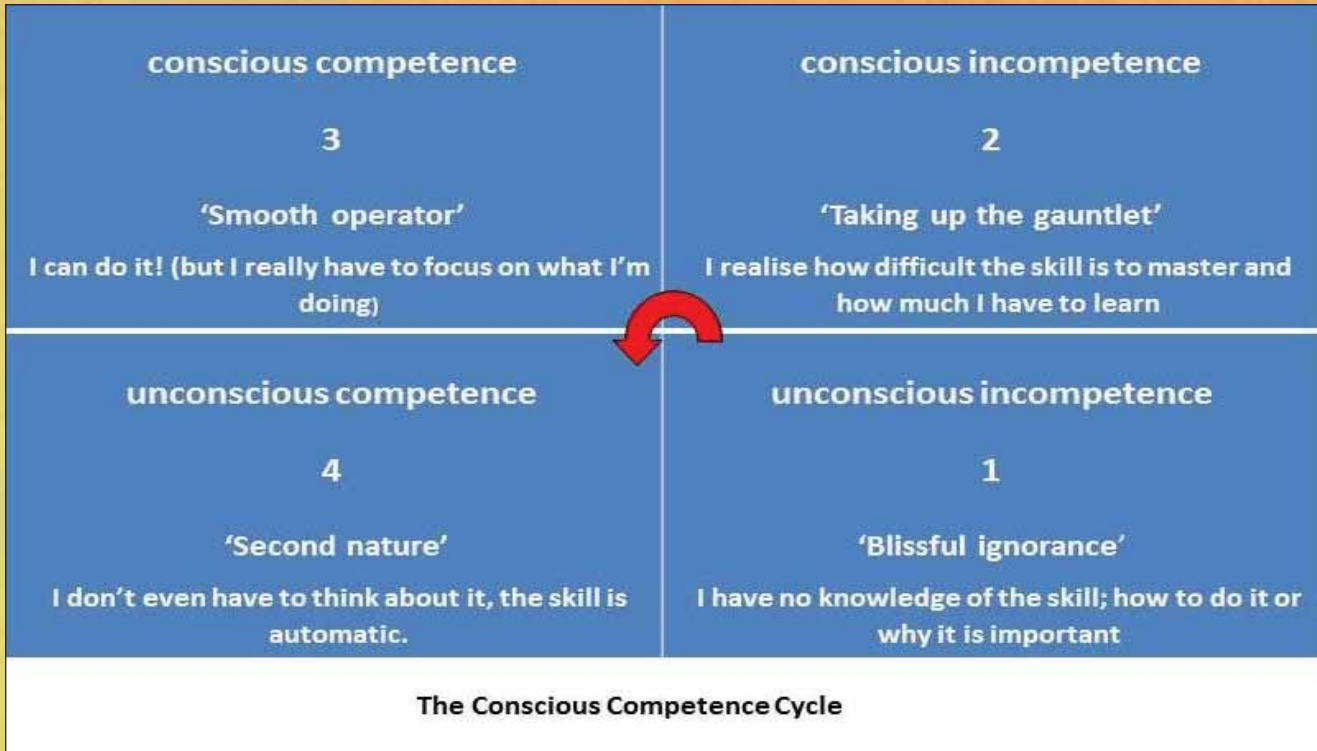 conscious competence
3
‘Smooth operator’
I can do it! (but I really have to focus on what I’m
doing)
conscious incompetence
2
‘Taking up the gauntlet’
I realise how difficult the skill is to master and
how much I have to learn
unconscious competence
4
‘Second nature’
I don’t even have to think about it, the skill is
automatic.
unconscious incompetence
1
‘Blissful ignorance’
I have no knowledge of the skill; how to do it or
why it is important
The Conscious Competence Cycle